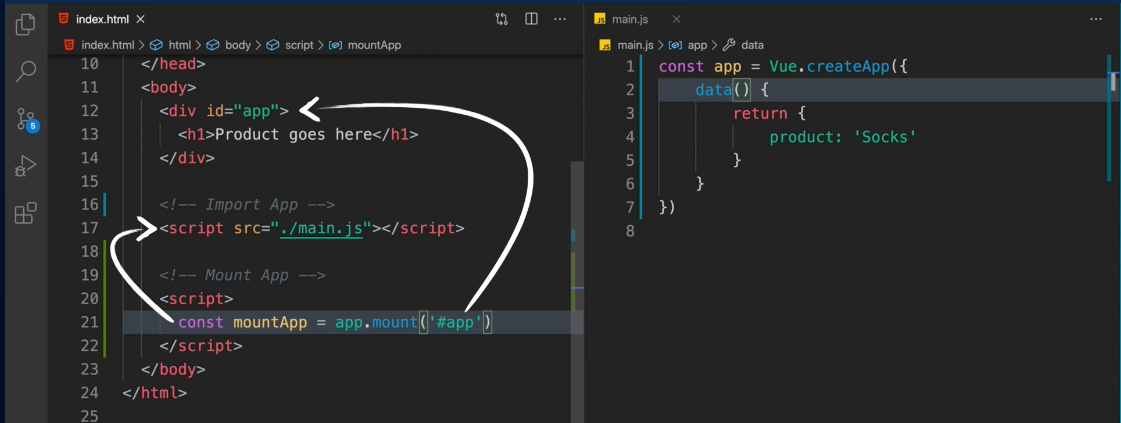 index.html
index.html > html > body > script > mountApp
10 </head>
11 <body>
12 <div id="app">
13 <h1>Product goes here</h1>
14 </div>
15
16 <!-- Import App -->
17 <script src="./main.js"></script>
18
19 <!-- Mount App -->
20 <script>
21 const mountApp = app.mount('#app')
22 </script>
23 </body>
24 </html>
25
5
main.js
main.js > app > data
1 const app = Vue.createApp({
2 data() {
3 return {
4 product: 'Socks'
5 }
6 }
7 })
8